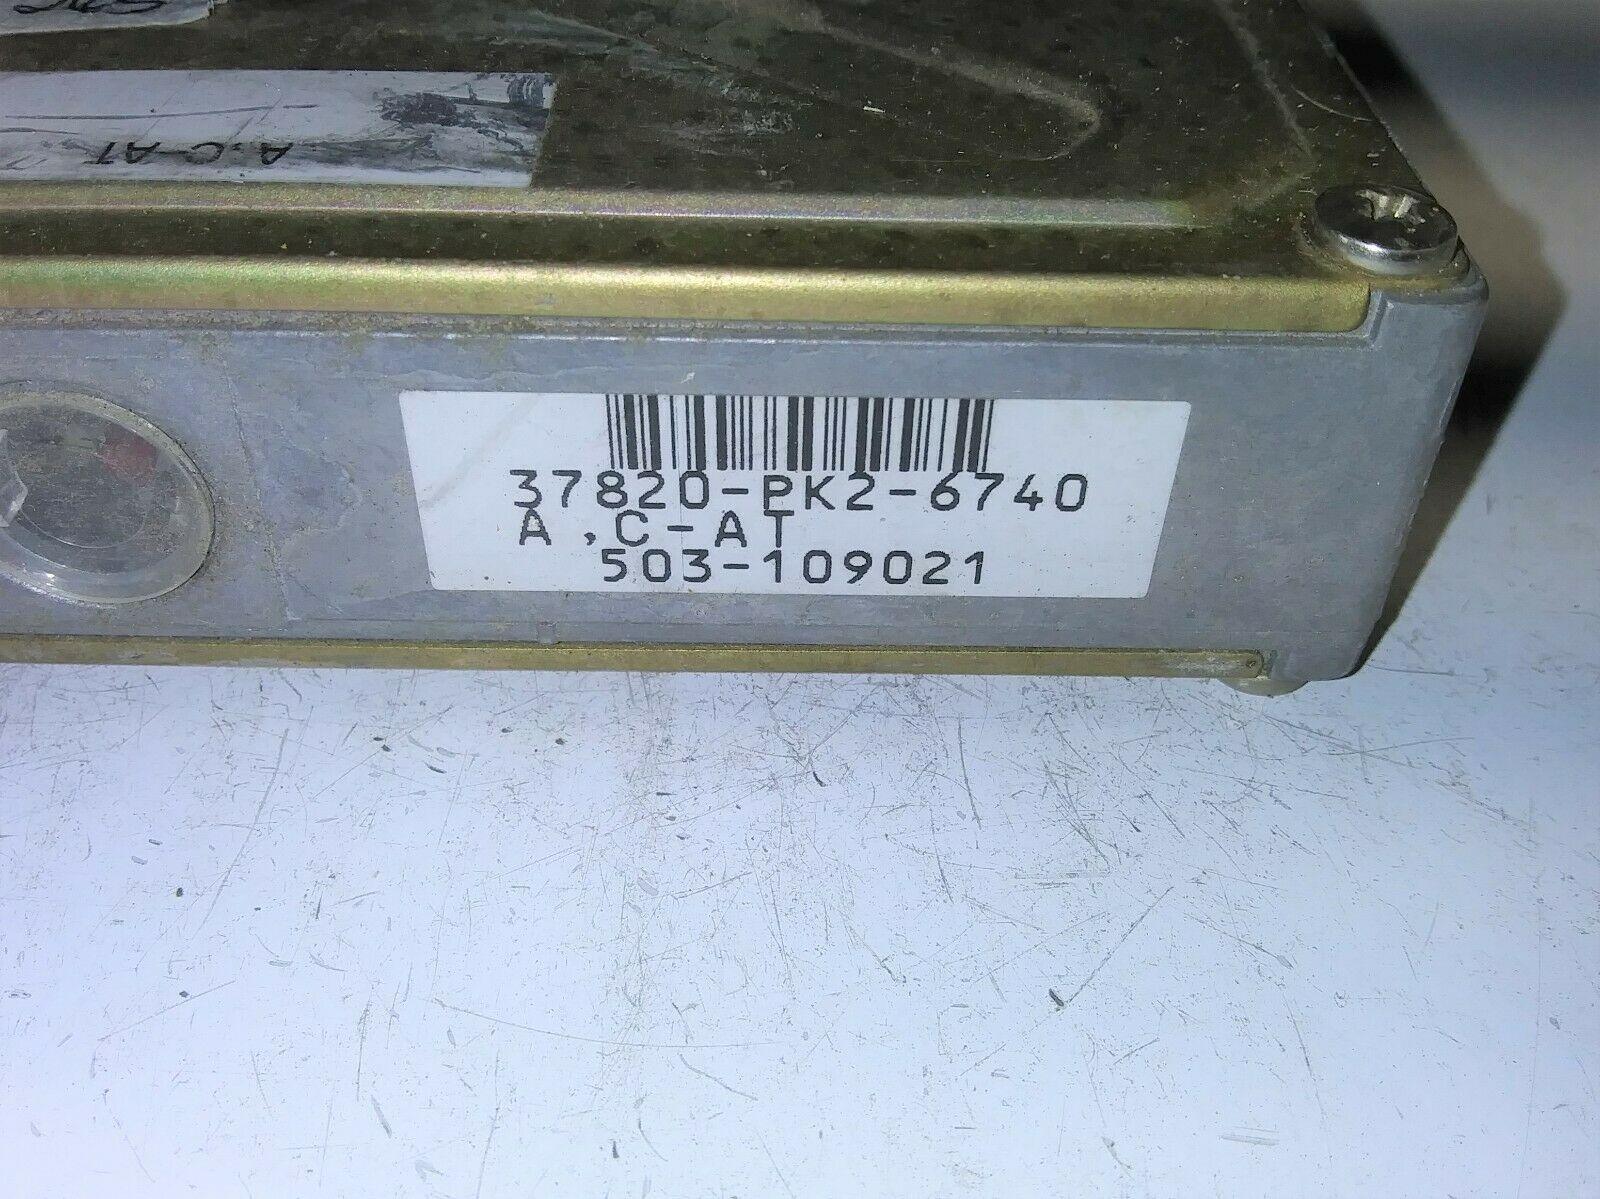 A,C-AT
37820-PK2-6740
A ,C-AT
503-109021